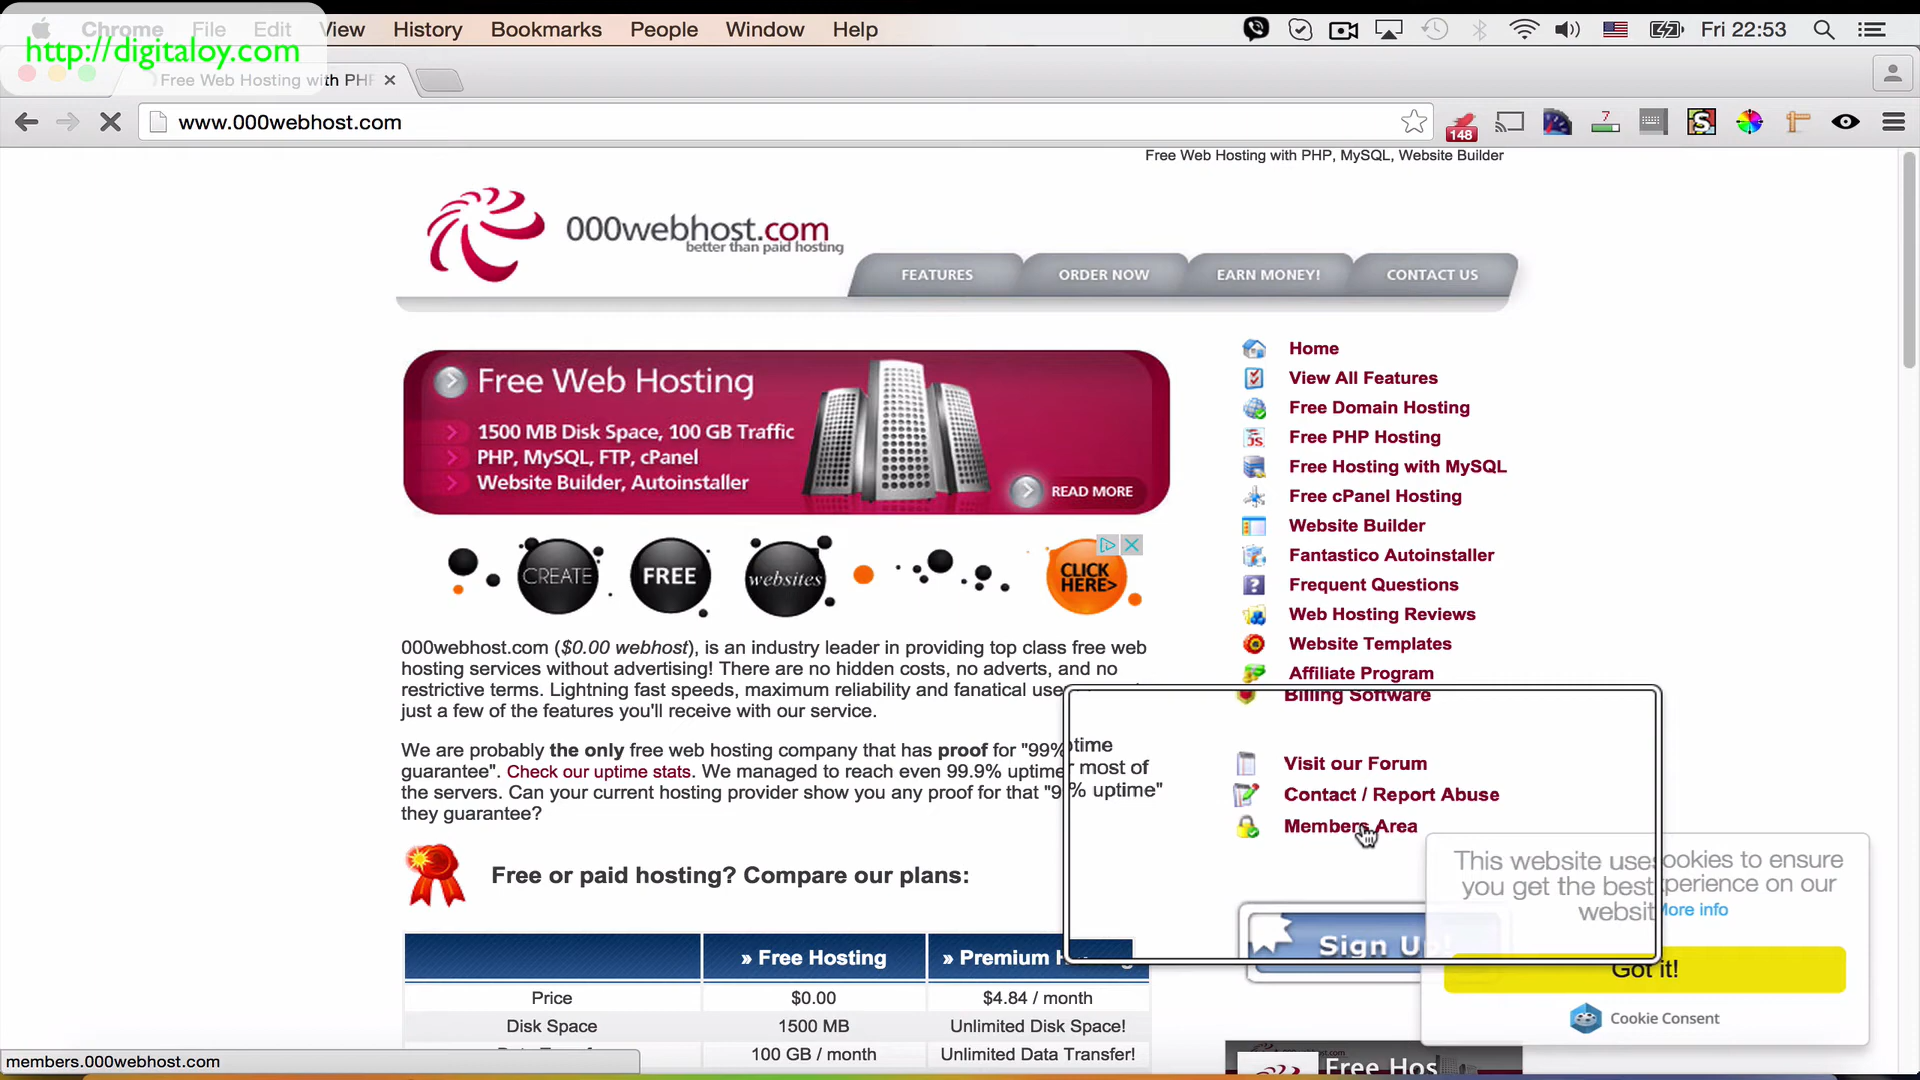 Chrome File Edit View History Bookmarks People Window Help
Fri 22:53
http://digitaloy.com
Free Web Hosting with PHP
www.000webhost.com
148
7
Free Web Hosting with PHP, MySQL, Website Builder
000webhost.com
better than paid hosting
FEATURES
ORDER NOW
EARN MONEY!
CONTACT US
Free Web Hosting
1500 MB Disk Space, 100 GB Traffic
PHP, MySQL, FTP, cPanel
Website Builder, Autoinstaller
READ MORE
CREATE
FREE
websites
CLICK
HERE>
000webhost.com ($0.00 webhost), is an industry leader in providing top class free web
hosting services without advertising! There are no hidden costs, no adverts, and no
restrictive terms. Lightning fast speeds, maximum reliability and fanatical use
just a few of the features you'll receive with our service.
We are probably the only free web hosting company that has proof for "99%
guarantee". Check our uptime stats. We managed to reach even 99.9% uptime
the servers. Can your current hosting provider show you any proof for that "9
they guarantee?
Free or paid hosting? Compare our plans:
» Free Hosting
» Premium
Price
$0.00
$4.84 / month
Disk Space
1500 MB
Unlimited Disk Space!
100 GB / month
Unlimited Data Transfer!
Home
View All Features
Free Domain Hosting
Free PHP Hosting
Free Hosting with MySQL
Free cPanel Hosting
Website Builder
Fantastico Autoinstaller
Frequent Questions
Web Hosting Reviews
Website Templates
Affiliate Program
Billing Software
time
most of
% uptime"
Visit our Forum
Contact / Report Abuse
Members Area
Sign Up!
This website uses ookies to ensure
you get the best perience on our
websit More info
Got it!
Cookie Consent
Free Hos
members.000webhost.com